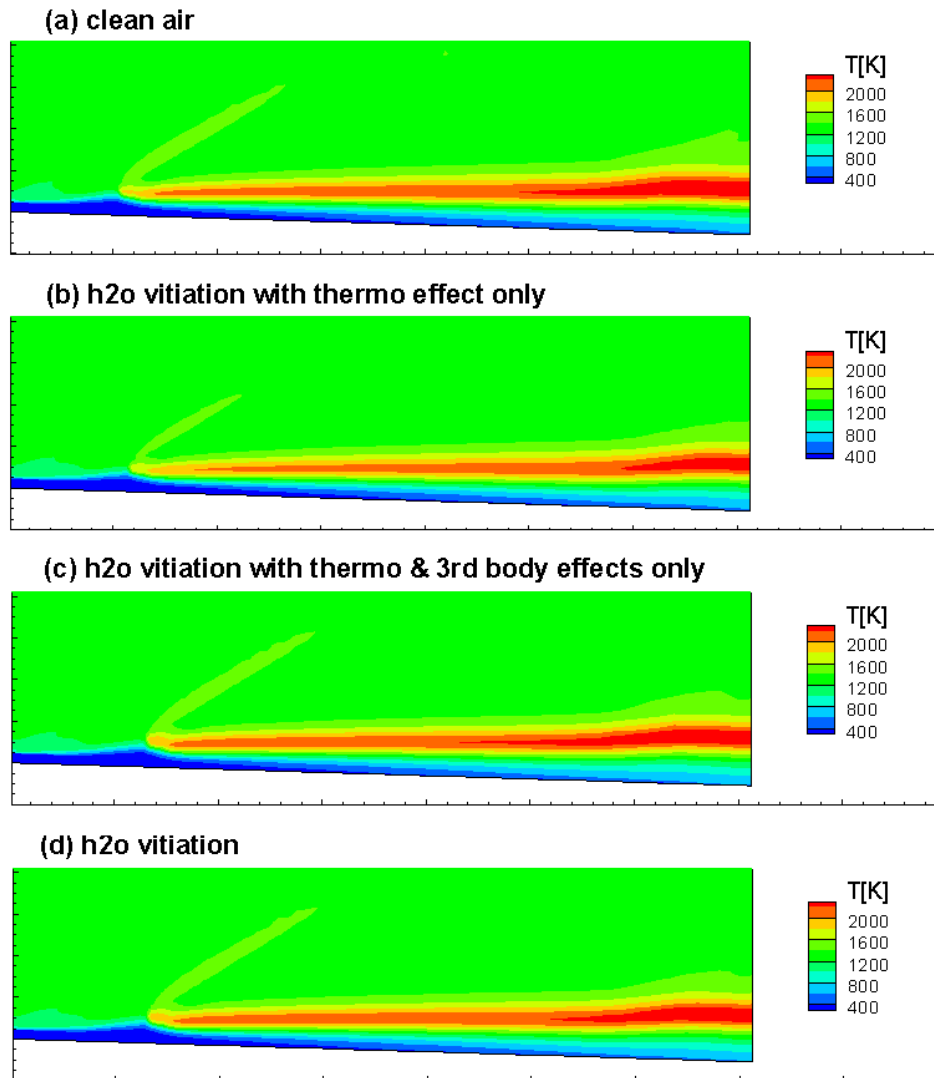 (a) clean air
T[K]
2000
1600
1200
800
400
(b) h2o vitiation with thermo effect only
T[K]
2000
1600
1200
800
400
(c) h2o vitiation with thermo & 3rd body effects only
T[K]
2000
1600
1200
800
400
(d) h2o vitiation
T[K]
2000
1600
1200
800
400